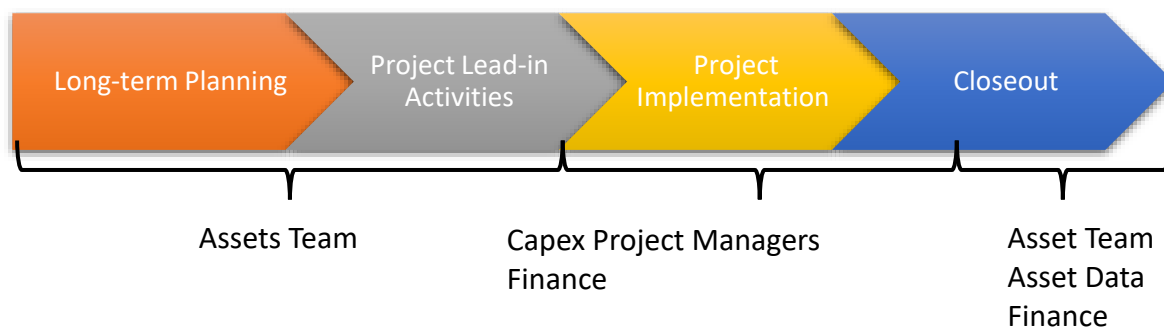 Long-term Planning
Project Lead-in
Activities
Project
Implementation
Closeout
Assets Team
Capex Project Managers
Finance
Asset Team
Asset Data
Finance